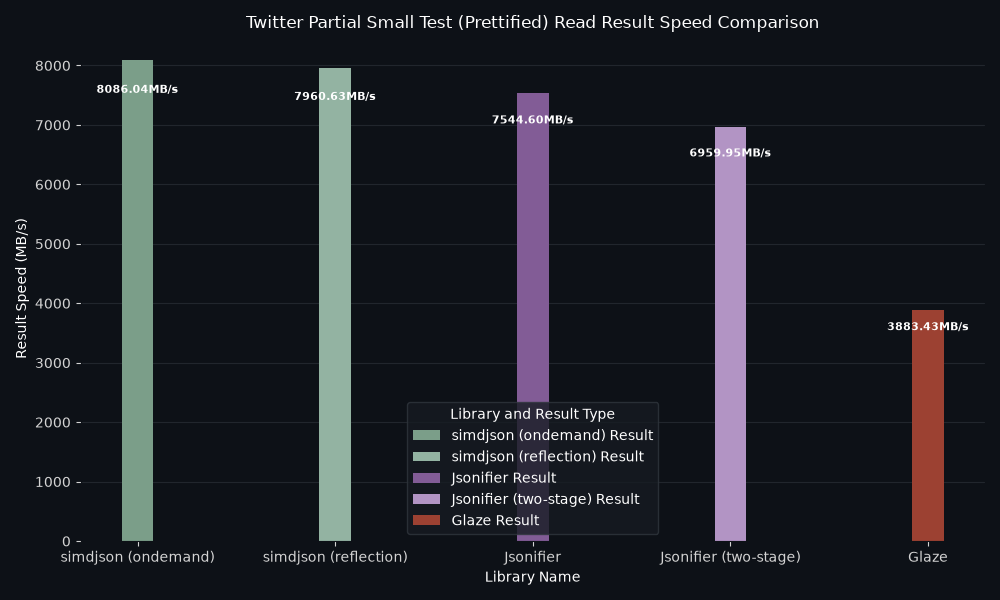 Twitter Partial Small Test (Prettified) Read Result Speed Comparison
Result Speed (MB/s)
8000
7000
6000
5000
4000
3000
2000
1000
0
8086.04MB/s
7960.63MB/s
7544.60MB/s
6959.95MB/s
3883.43MB/s
Library and Result Type
simdjson (ondemand) Result
simdjson (reflection) Result
Jsonifier Result
Jsonifier (two-stage) Result
Glaze Result
simdjson (ondemand)
simdjson (reflection)
Jsonifier
Jsonifier (two-stage)
Glaze
Library Name